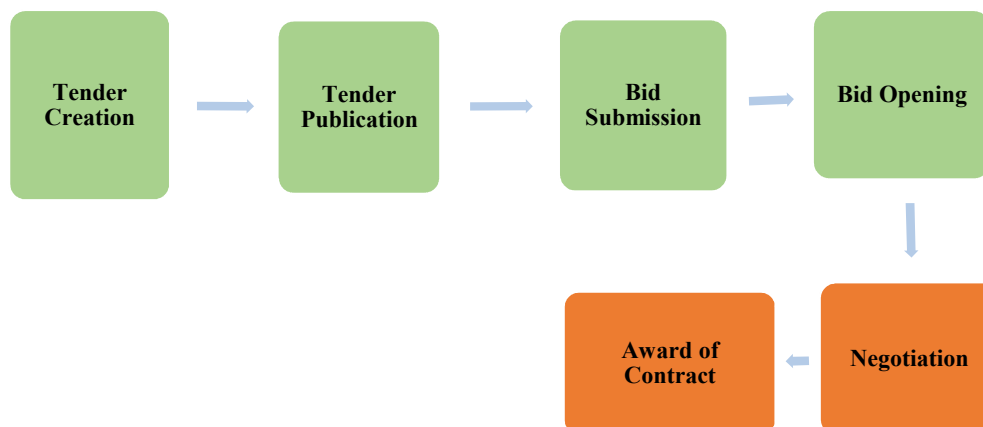 Tender
Creation
Tender
Publication
Bid
Submission
Bid Opening
Negotiation
Award of
Contract